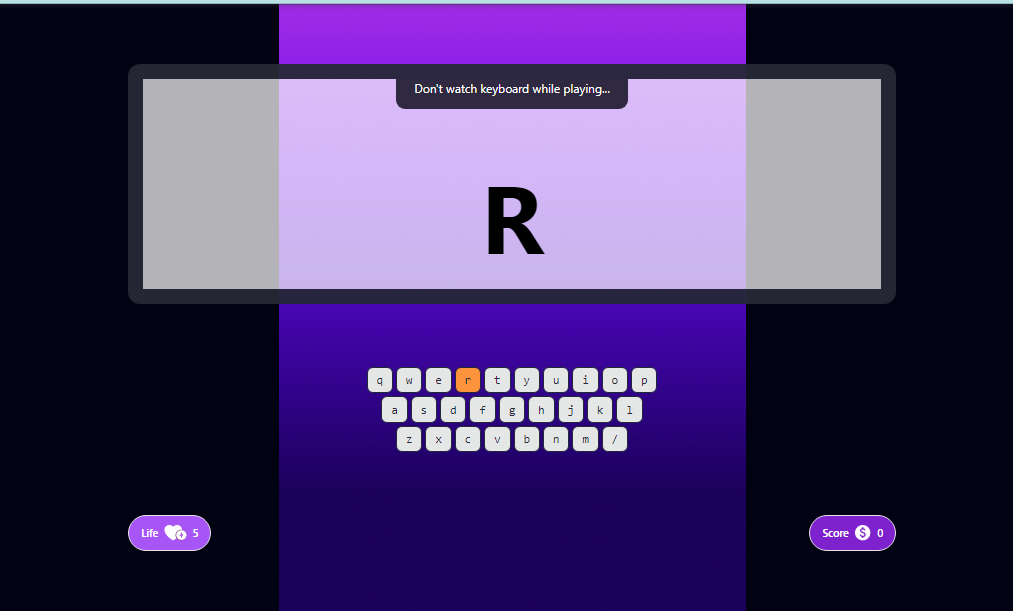 Don't watch keyboard while playing...
R
q w e r t y u i o p
a s d f g h j k l
z x c v b n m /
Life 5
Score $ 0